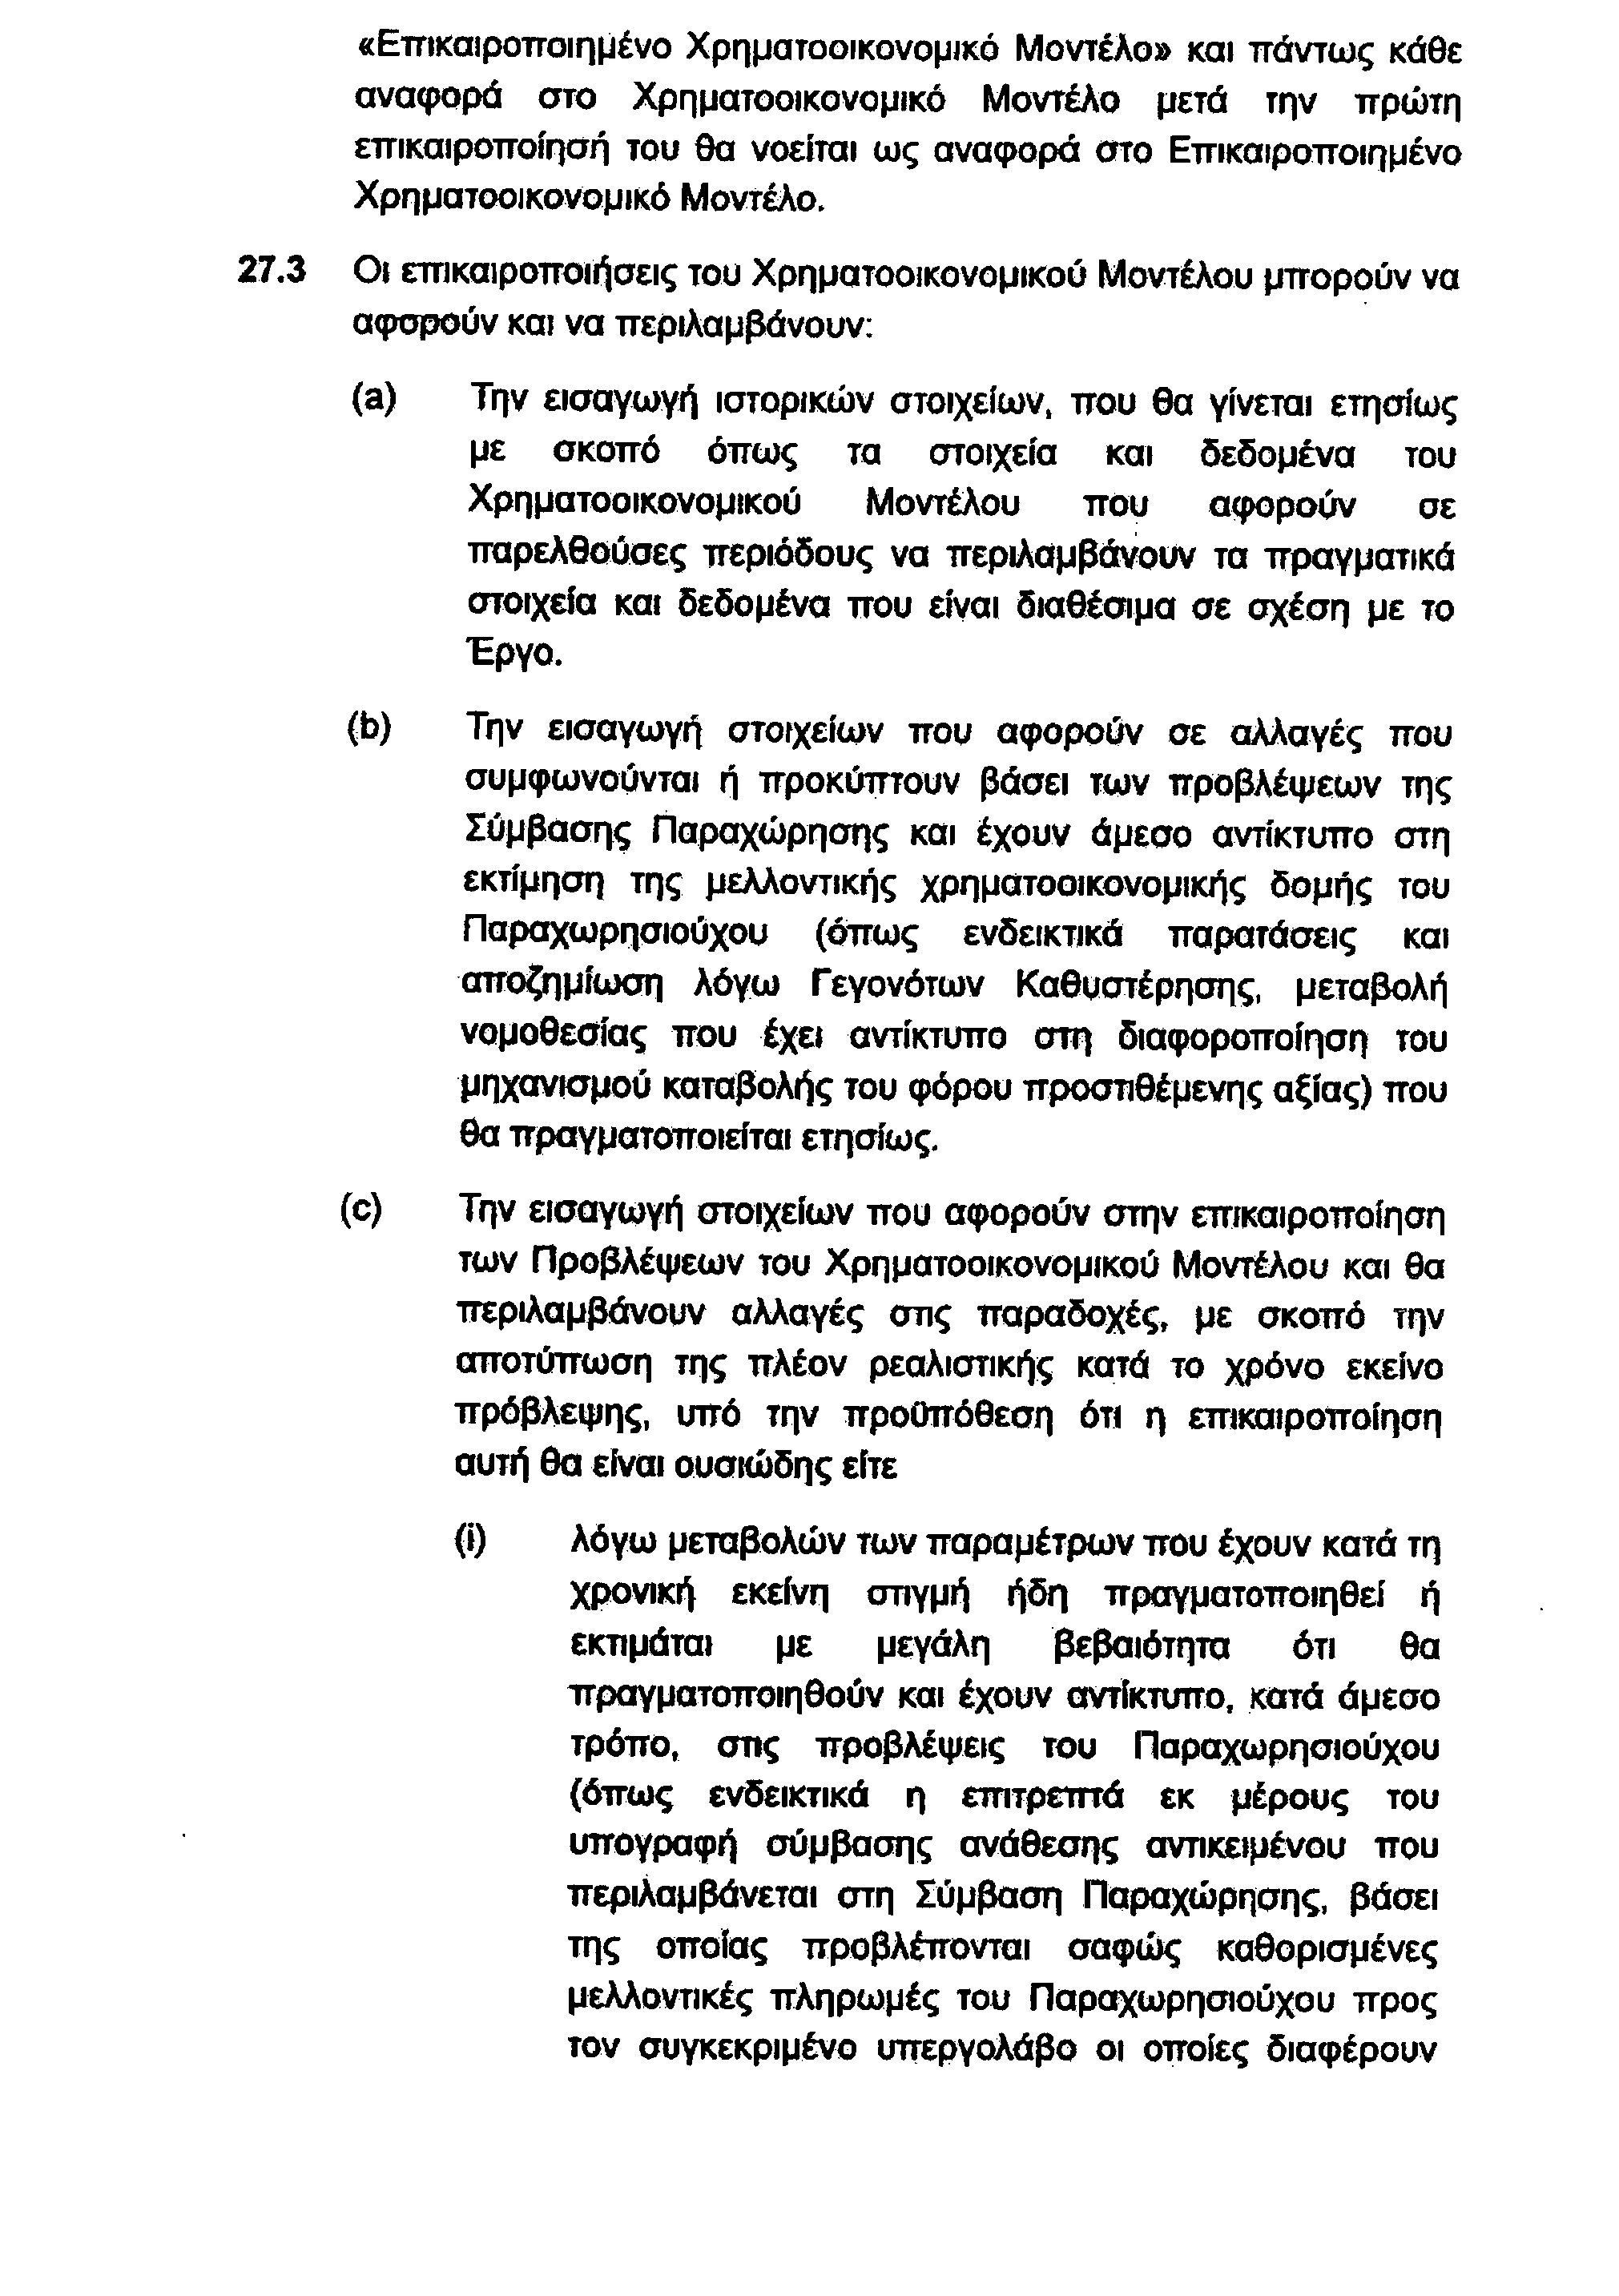 «Επικαιροποιημένο Χρηματοοικονομικό Μοντέλο» και πάντως κάθε
αναφορά στο Χρηματοοικονομικό Μοντέλο μετά την πρώτη
επικαιροποίησή του θα νοείται ως αναφορά στο Επικαιροποιημένο
Χρηματοοικονομικό Μοντέλο.
27.3 Οι επικαιροποιήσεις του Χρηματοοικονομικού Μοντέλου μπορούν να
αφορούν και να περιλαμβάνουν:
(a) Την εισαγωγή ιστορικών στοιχείων, που θα γίνεται ετησίως
με σκοπό όπως τα στοιχεία και δεδομένα του
Χρηματοοικονομικού Μοντέλου που αφορούν σε
παρελθούσες περιόδους να περιλαμβάνουν τα πραγματικά
στοιχεία και δεδομένα που είναι διαθέσιμα σε σχέση με το
Έργο.
(b) Την εισαγωγή στοιχείων που αφορούν σε αλλαγές που
συμφωνούνται ή προκύπτουν βάσει των προβλέψεων της
Σύμβασης Παραχώρησης και έχουν άμεσο αντίκτυπο στη
εκτίμηση της μελλοντικής χρηματοοικονομικής δομής του
Παραχωρησιούχου (όπως ενδεικτικά παρατάσεις και
αποζημίωση λόγω Γεγονότων Καθυστέρησης, μεταβολή
νομοθεσίας που έχει αντίκτυπο στη διαφοροποίηση του
μηχανισμού καταβολής του φόρου προστιθέμενης αξίας) που
θα πραγματοποιείται ετησίως.
(c) Την εισαγωγή στοιχείων που αφορούν στην επικαιροποίηση
των Προβλέψεων του Χρηματοοικονομικού Μοντέλου και θα
περιλαμβάνουν αλλαγές στις παραδοχές, με σκοπό την
αποτύπωση της πλέον ρεαλιστικής κατά το χρόνο εκείνο
πρόβλεψης, υπό την προϋπόθεση ότι η επικαιροποίηση
αυτή θα είναι ουσιώδης είτε
(i) λόγω μεταβολών των παραμέτρων που έχουν κατά τη
χρονική εκείνη στιγμή ήδη πραγματοποιηθεί ή
εκτιμάται με μεγάλη βεβαιότητα ότι θα
πραγματοποιηθούν και έχουν αντίκτυπο, κατά άμεσο
τρόπο, στις προβλέψεις του Παραχωρησιούχου
(όπως ενδεικτικά η επιτρεπτά εκ μέρους του
υπογραφή σύμβασης ανάθεσης αντικειμένου που
περιλαμβάνεται στη Σύμβαση Παραχώρησης, βάσει
της οποίας προβλέπονται σαφώς καθορισμένες
μελλοντικές πληρωμές του Παραχωρησιούχου προς
τον συγκεκριμένο υπεργολάβο οι οποίες διαφέρουν